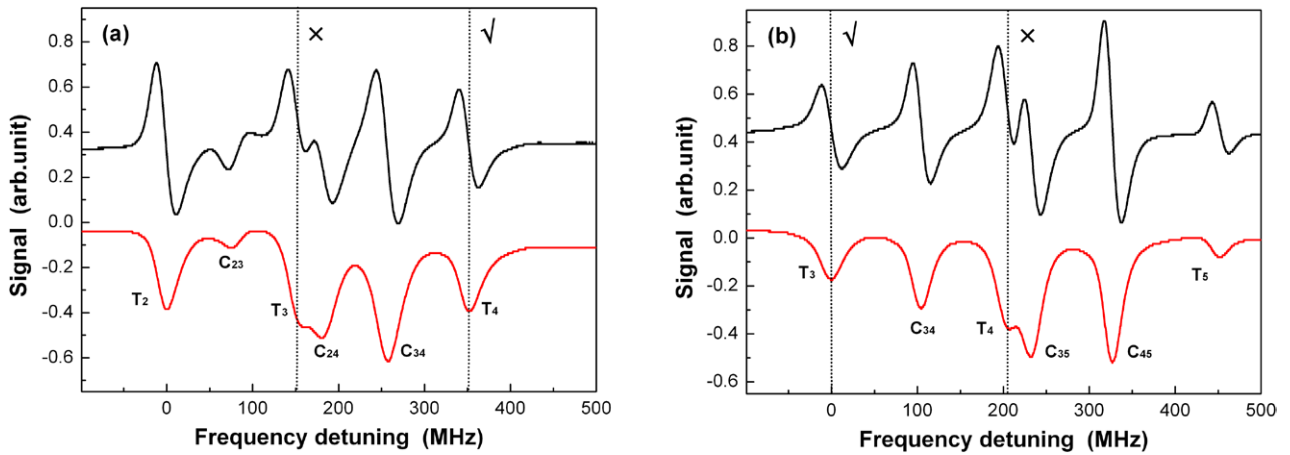 (a)
×
√
0.8
0.6
0.4
0.2
0.0
-0.2
-0.4
-0.6
Signal (arb.unit)
T2
C23
T3
C24
C34
T4
0
100
200
300
400
500
Frequency detuning (MHz)
(b)
√
×
0.8
0.6
0.4
0.2
0.0
-0.2
-0.4
-0.6
Signal (arb.unit)
T3
C34
T4
C35
C45
T5
0
100
200
300
400
500
Frequency detuning (MHz)